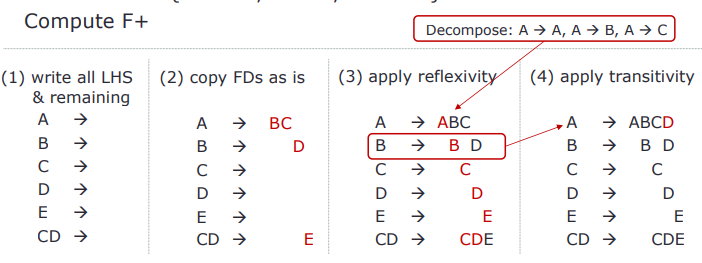 Compute F+
Decompose: A → A, A → B, A → C
(1) write all LHS
& remaining
A →
B →
C →
D →
E →
CD →
(2) copy FDs as is
A → BC
B → D
C →
D →
E →
CD → E
(3) apply reflexivity
A → ABC
B → B D
C → C
D → D
E → E
CD → CDE
(4) apply transitivity
A → ABCD
B → B D
C → C
D → D
E → E
CD → CDE